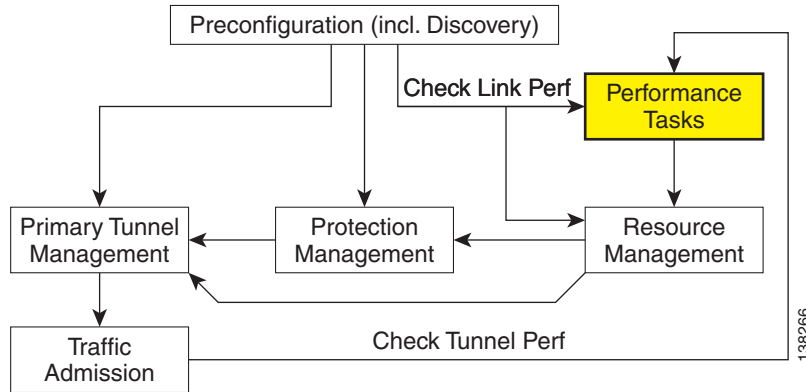 Preconfiguration (incl. Discovery)
Check Link Perf
Performance
Tasks
Primary Tunnel
Management
Protection
Management
Resource
Management
Traffic
Admission
Check Tunnel Perf
138266